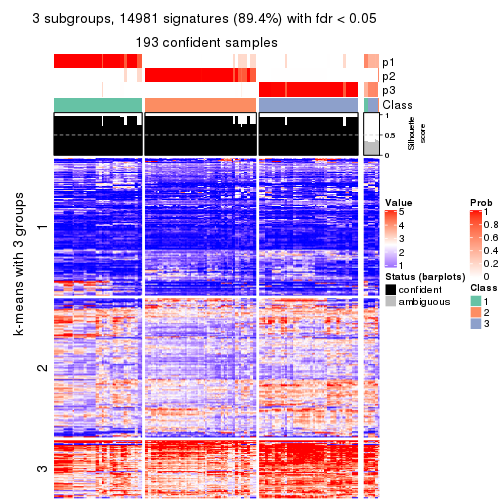 3 subgroups, 14981 signatures (89.4%) with fdr < 0.05
193 confident samples
p1
p2
p3
Class
1
0.5
0
Silhouette
score
k-means with 3 groups
1
2
3
Value
5
4
3
2
1
Prob
1
0.8
0.6
0.4
0.2
0
Status (barplots)
confident
ambiguous
Class
1
2
3